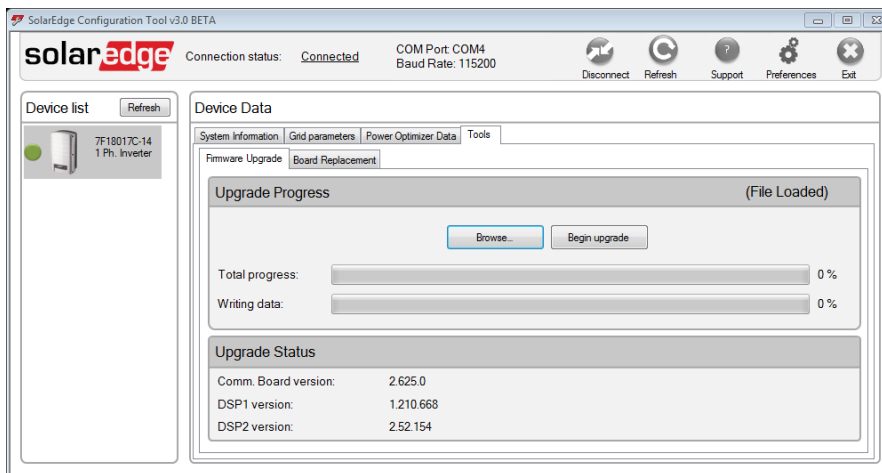 SolarEdge Configuration Tool v3.0 BETA
solaredge
Connection status: Connected
COM Port: COM4
Baud Rate: 115200
Disconnect Refresh Support Preferences Exit
Device list Refresh
7F18017C-14
1 Ph. Inverter
Device Data
System Information Grid parameters Power Optimizer Data Tools
Firmware Upgrade Board Replacement
Upgrade Progress (File Loaded)
Browse... Begin upgrade
Total progress: 0 %
Writing data: 0 %
Upgrade Status
Comm. Board version: 2.625.0
DSP1 version: 1.210.668
DSP2 version: 2.52.154